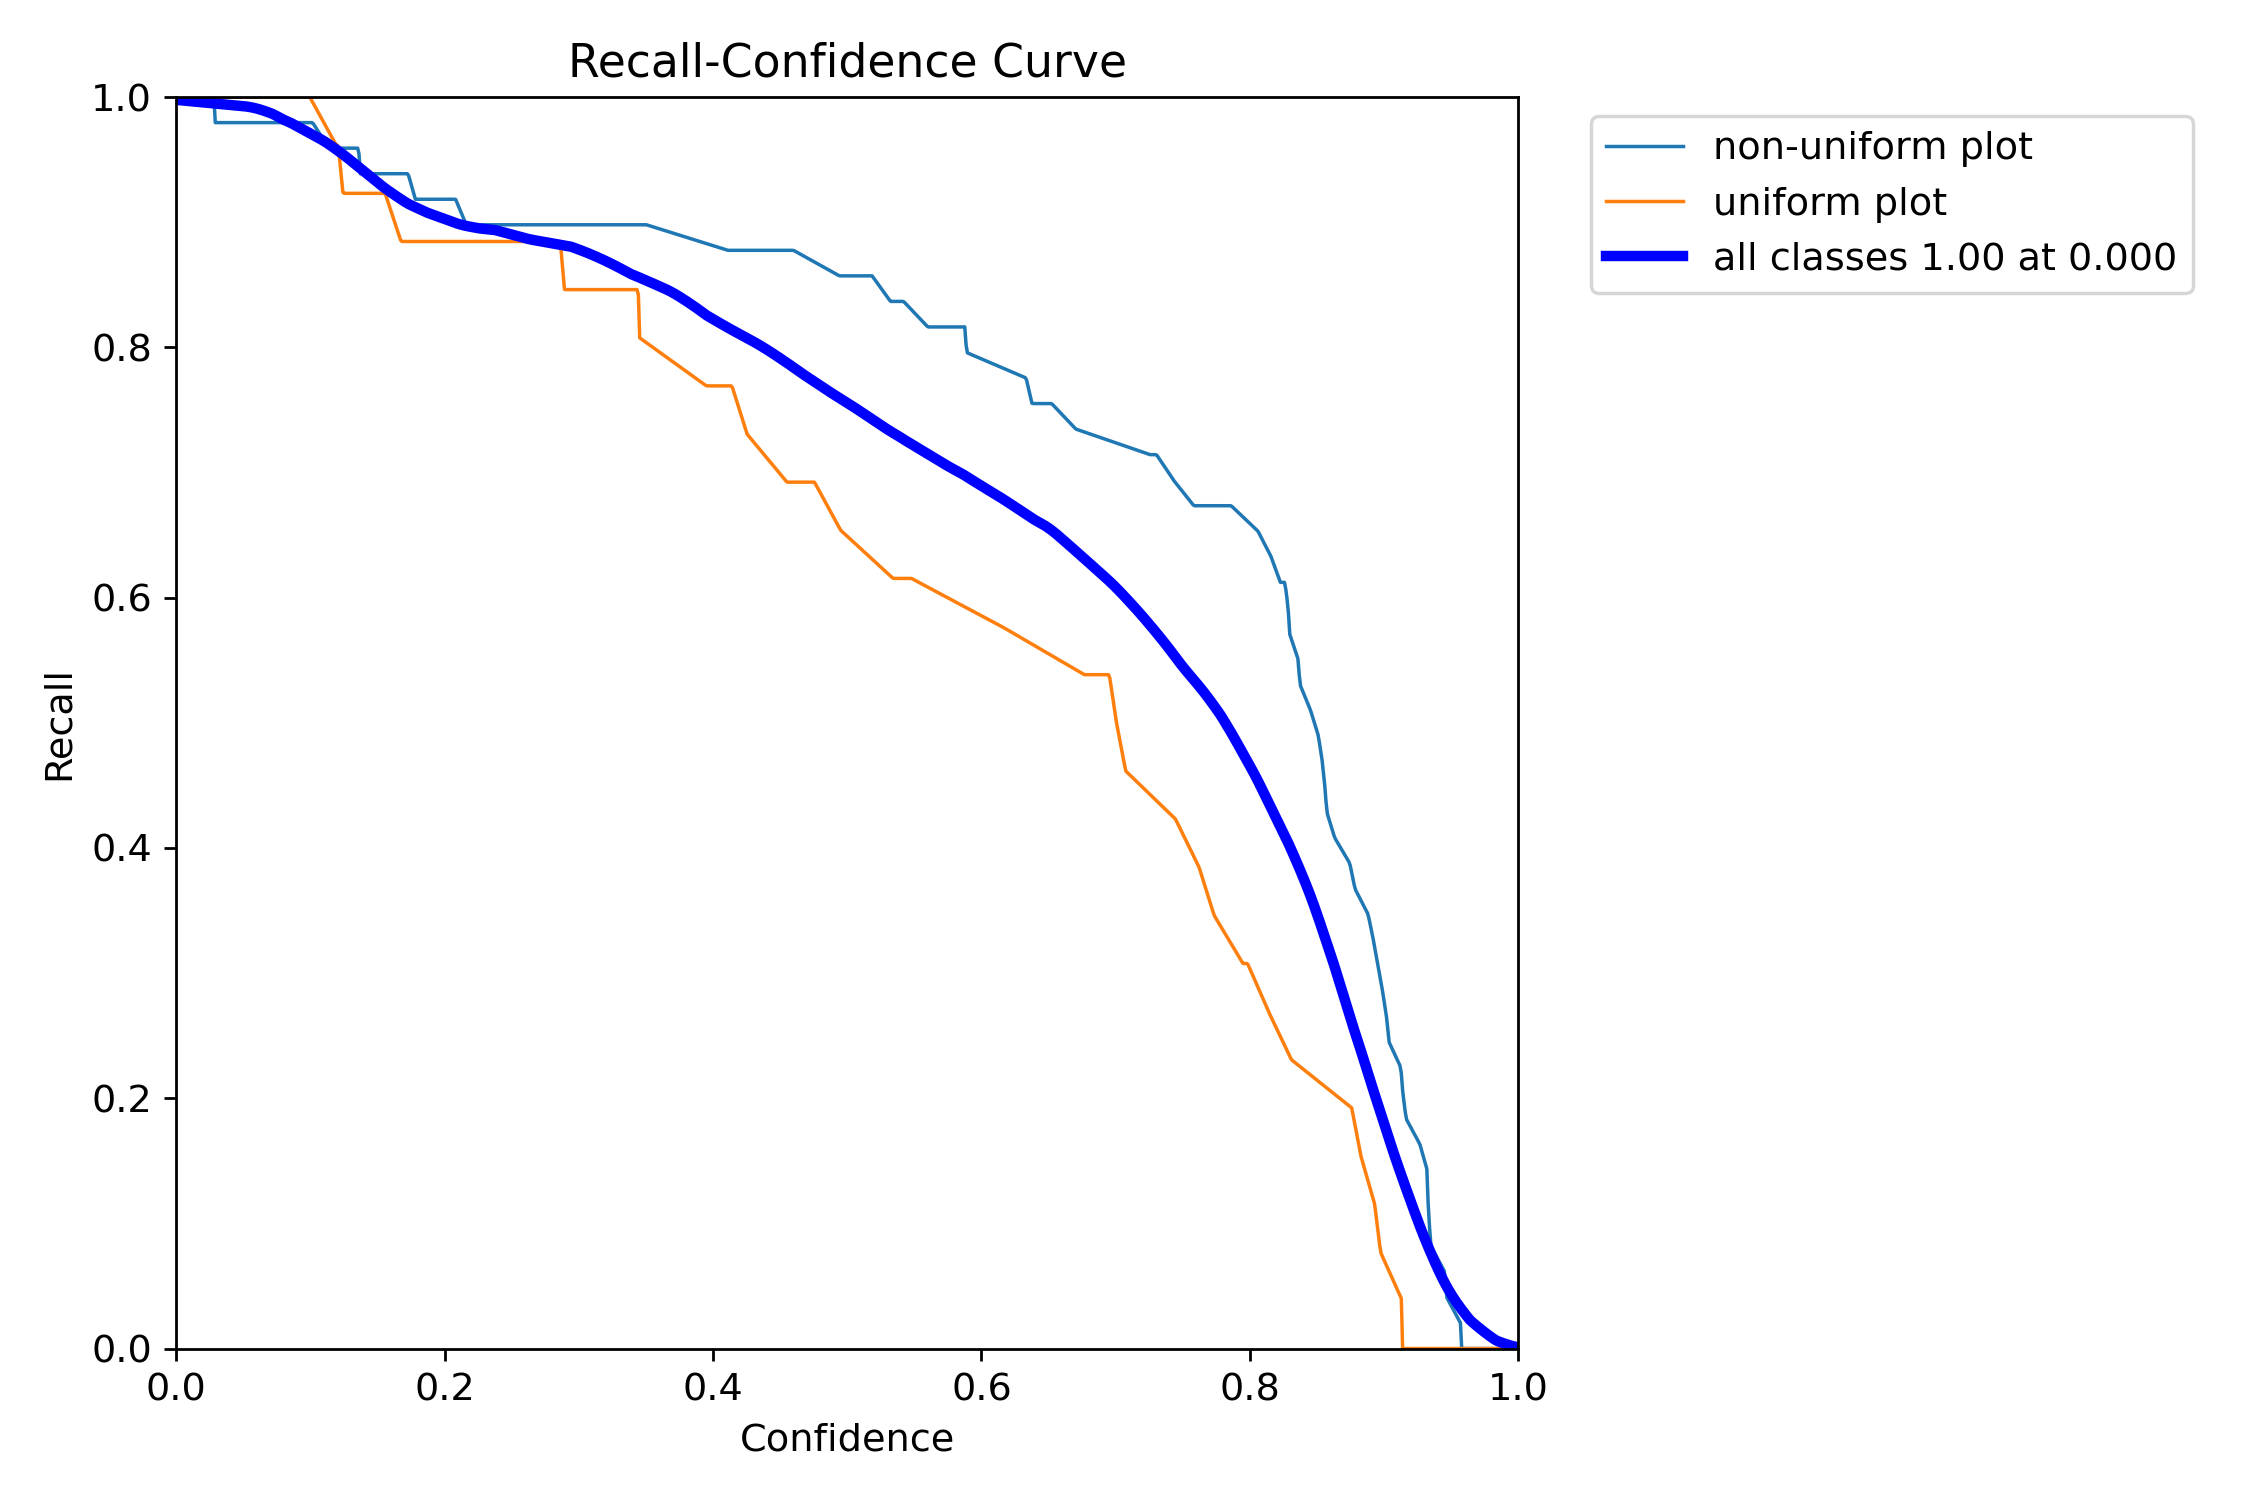 Recall-Confidence Curve
1.0
0.8
0.6
0.4
0.2
0.0
Recall
0.0 0.2 0.4 0.6 0.8 1.0
Confidence
non-uniform plot
uniform plot
all classes 1.00 at 0.000